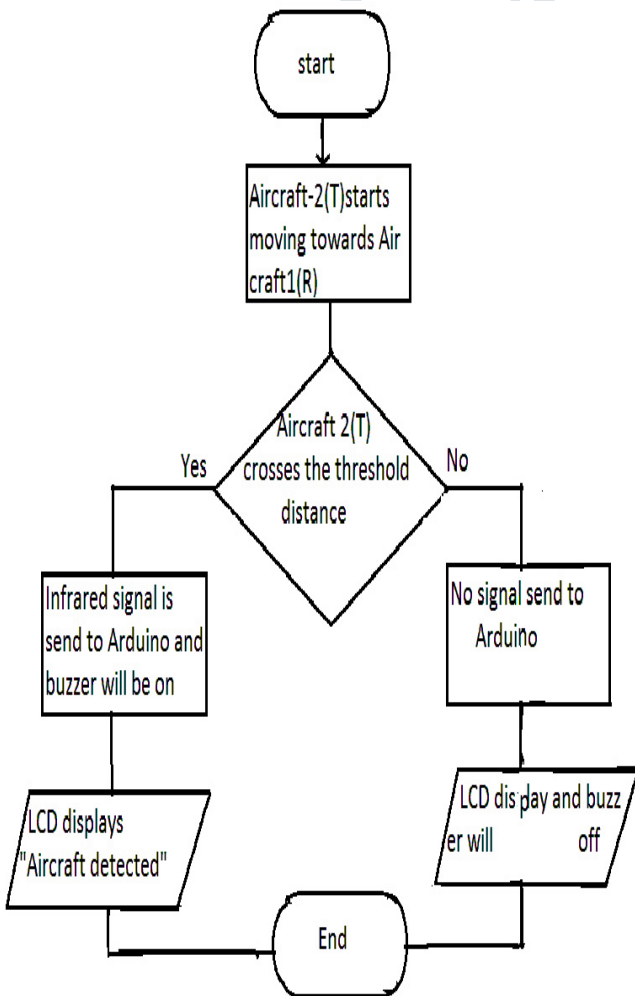 start
Aircraft-2(T)starts
moving towards Air
craft1(R)
Aircraft 2(T)
crosses the threshold
distance
Yes
No
Infrared signal is
send to Arduino and
buzzer will be on
No signal send to
Arduino
LCD displays
"Aircraft detected"
LCD display and buzz
er will off
End